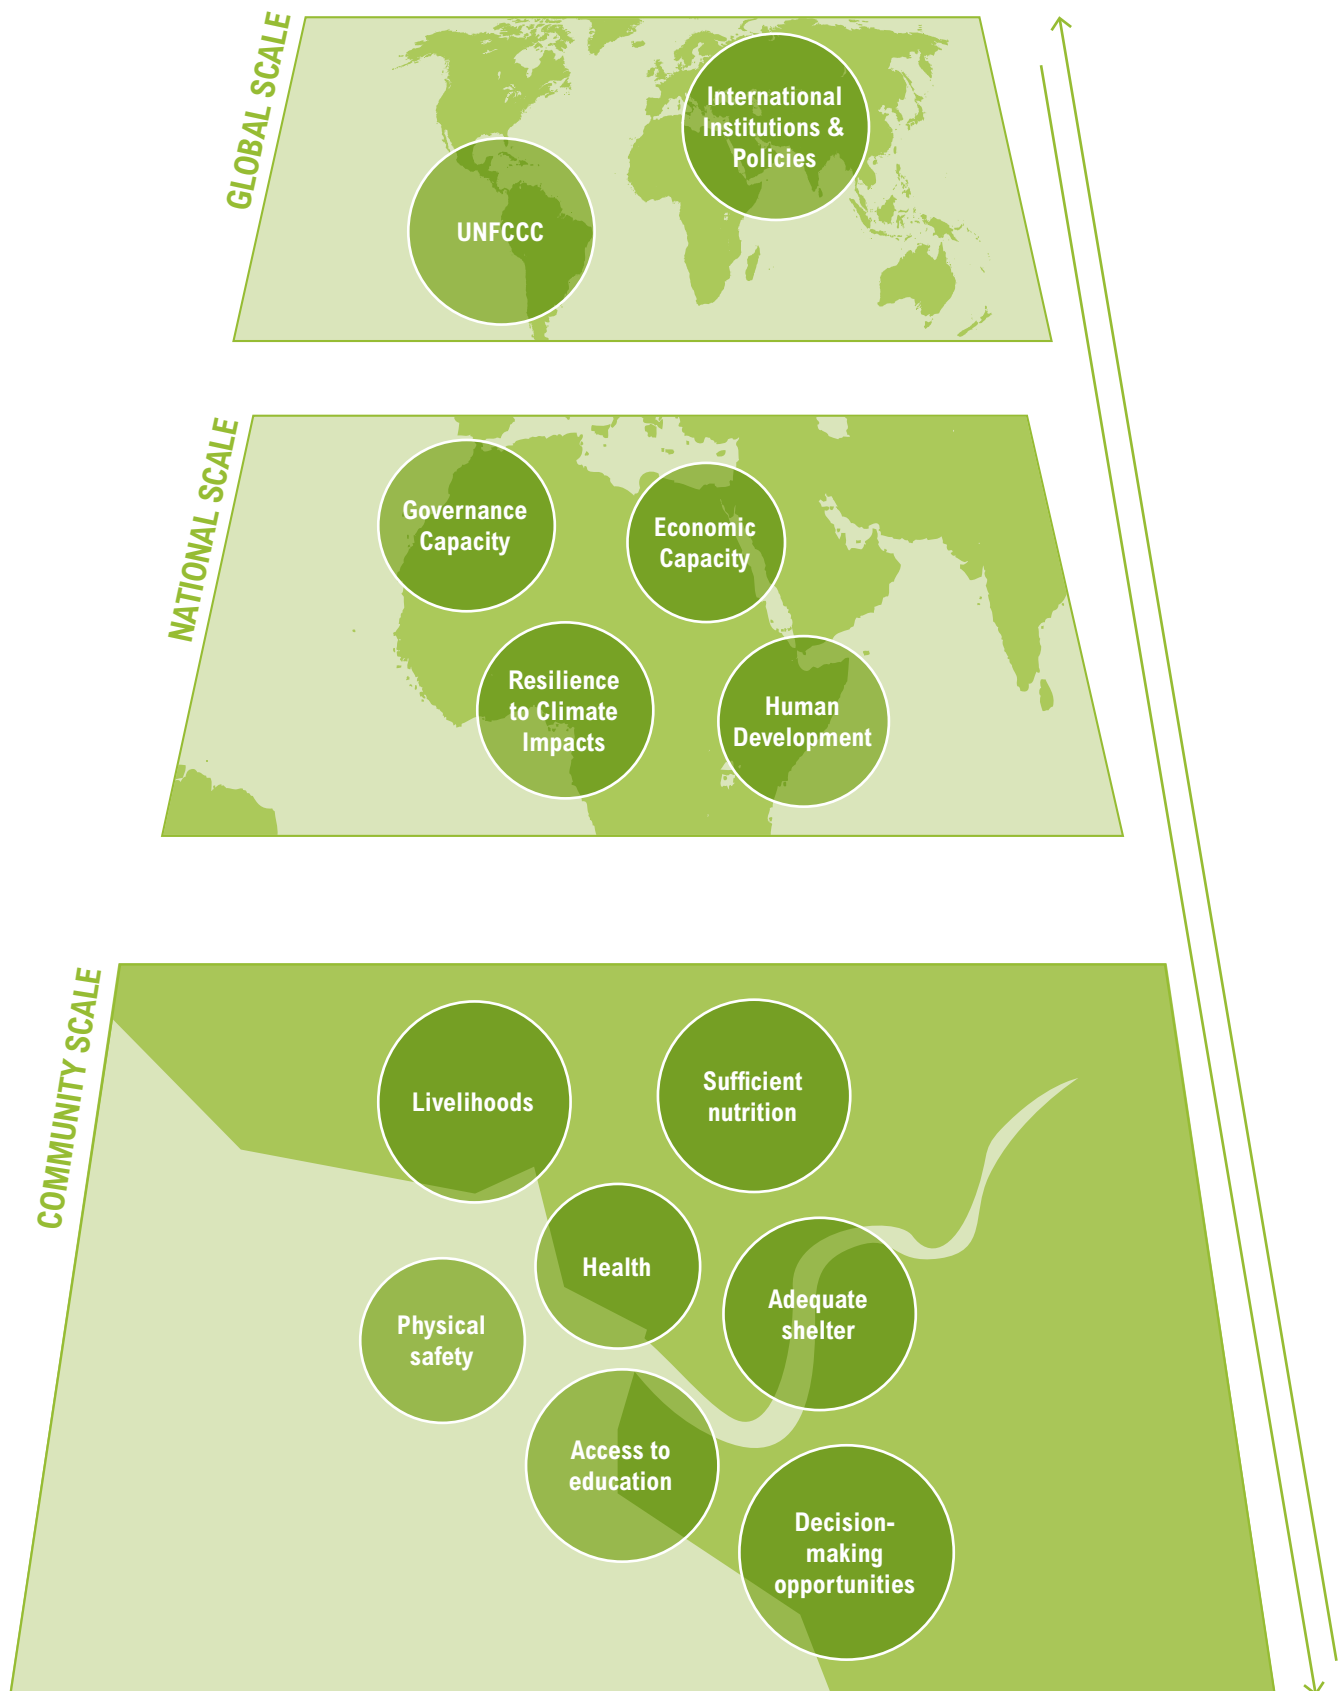 GLOBAL SCALE
International
Institutions &
Policies
UNFCCC
NATIONAL SCALE
Governance
Capacity
Economic
Capacity
Resilience
to Climate
Impacts
Human
Development
COMMUNITY SCALE
Livelihoods
Sufficient
nutrition
Health
Adequate
shelter
Physical
safety
Access to
education
Decision-
making
opportunities